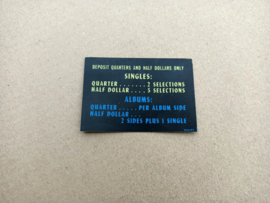 DEPOSIT QUARTERS AND HALF DOLLARS ONLY
SINGLES:
QUARTER.......2 SELECTIONS
HALF DOLLAR....5 SELECTIONS
ALBUMS:
QUARTER.....PER ALBUM SIDE
HALF DOLLAR...
2 SIDES PLUS 1 SINGLE